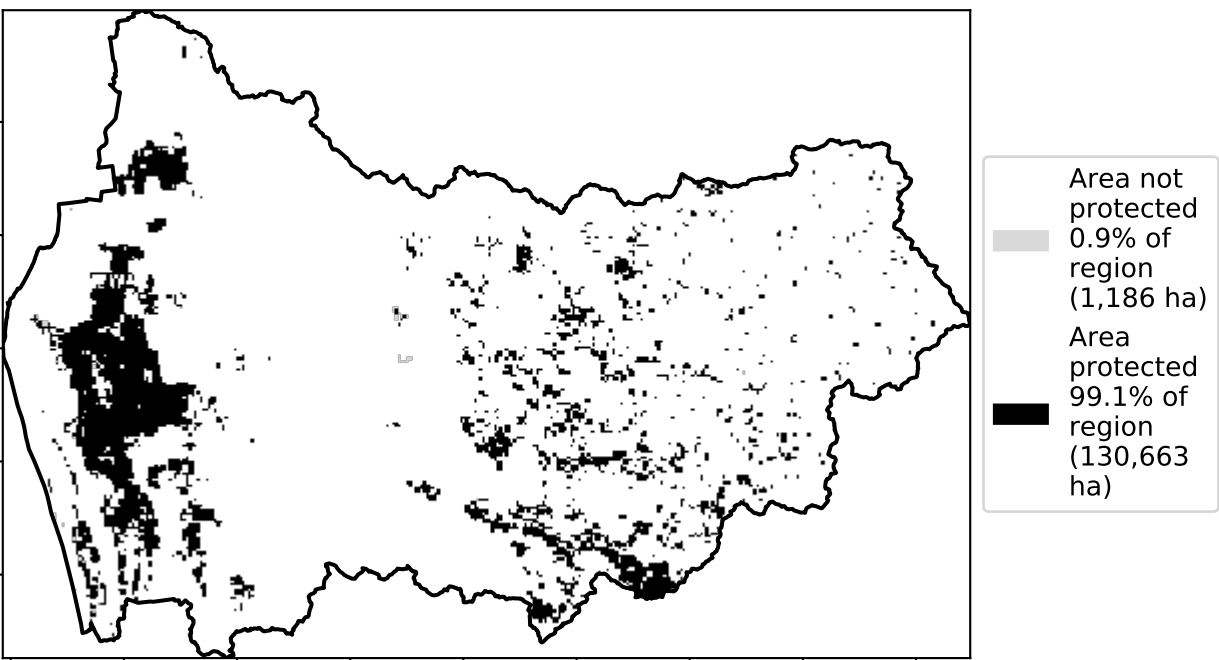 Area not
protected
0.9% of
region
(1,186 ha)
Area
protected
99.1% of
region
(130,663
ha)